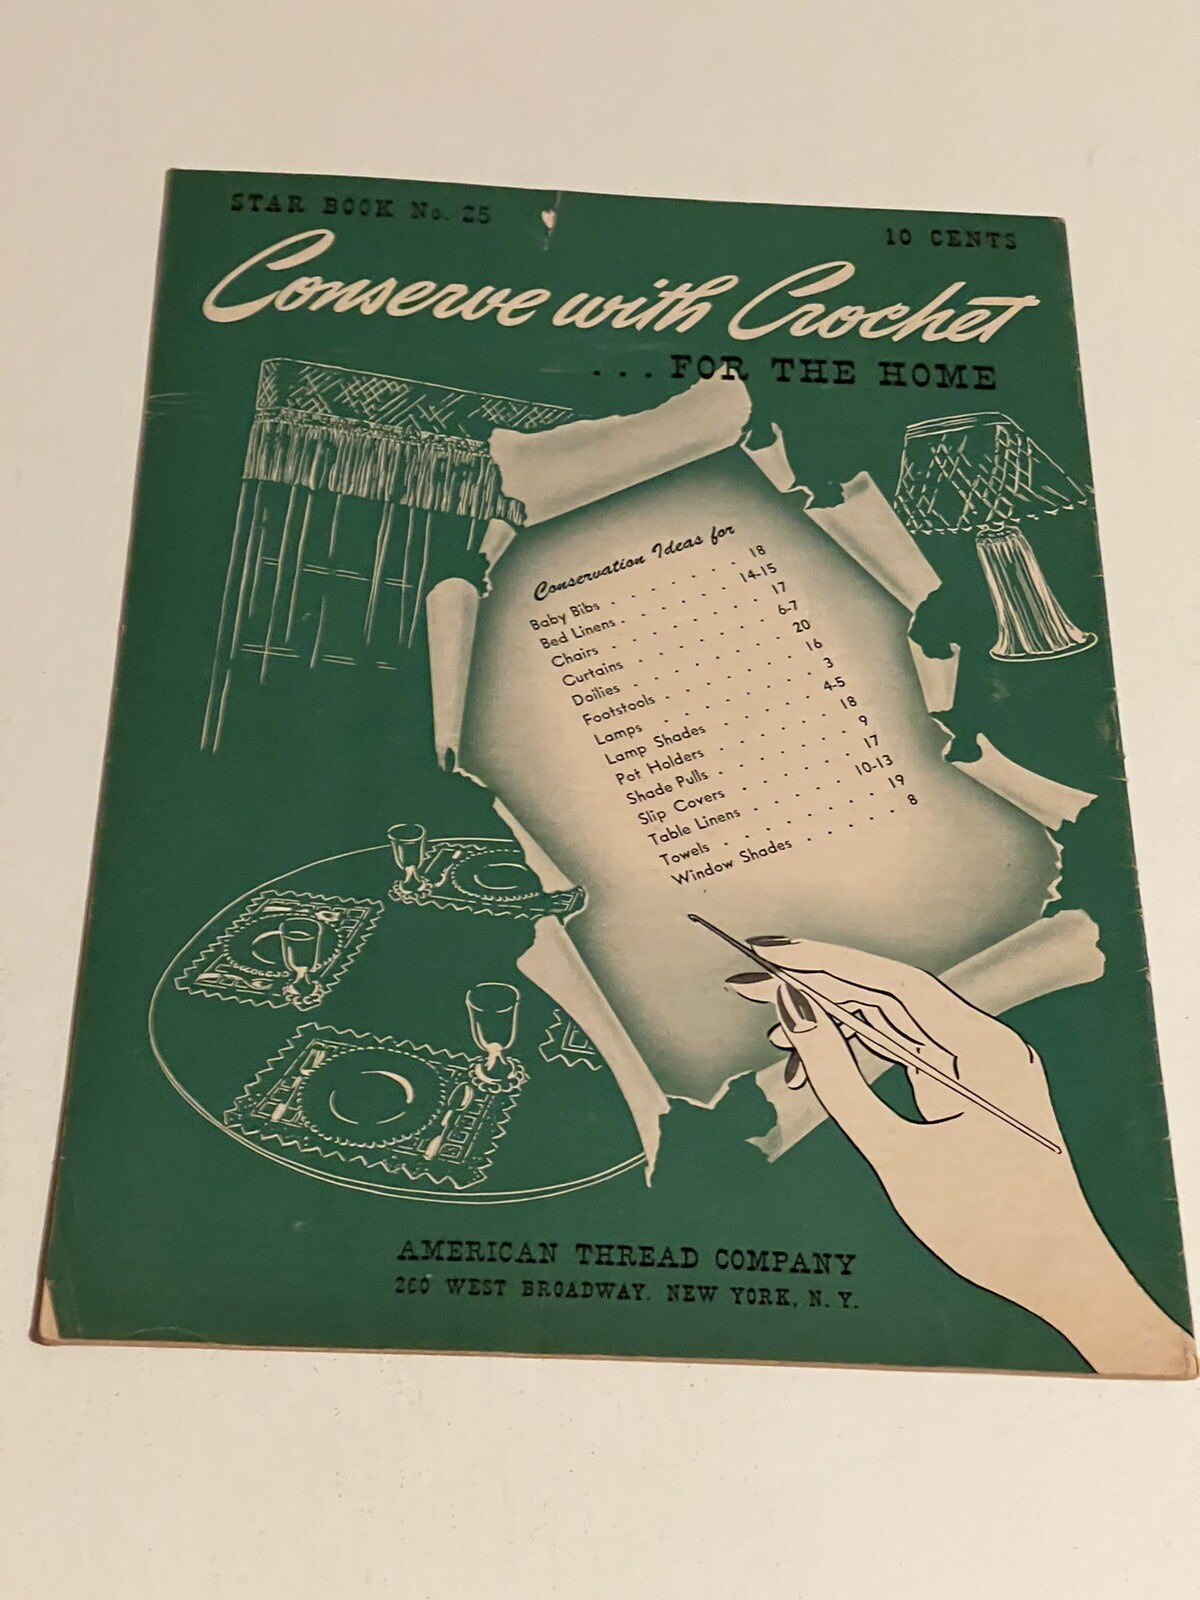 STAR BOOK No. 25
10 CENTS
Conserve with Crochet
...FOR THE HOME
Conservation Ideas for
Baby Bibs . . . . . . . 18
Bed Linens . . . . . . 14-15
Chairs . . . . . . . . 17
Curtains . . . . . . . 6-7
Doilies . . . . . . . . 20
Footstools . . . . . . 16
Lamps . . . . . . . . 3
Lamp Shades . . . . . 4-5
Pot Holders . . . . . . 18
Shade Pulls . . . . . . 9
Slip Covers . . . . . . 17
Table Linens . . . . . 10-13
Towels . . . . . . . . 19
Window Shades . . . . . 8
AMERICAN THREAD COMPANY
260 WEST BROADWAY, NEW YORK, N. Y.